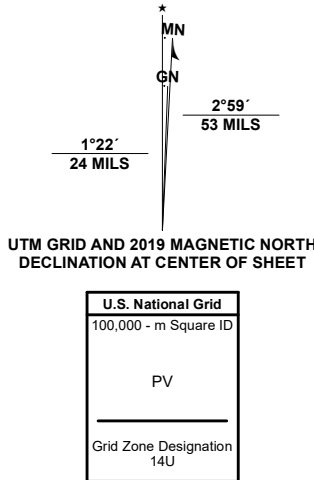 ★
MN
GN
2°59´
53 MILS
1°22´
24 MILS
UTM GRID AND 2019 MAGNETIC NORTH
DECLINATION AT CENTER OF SHEET
U.S. National Grid
100,000 - m Square ID
PV
Grid Zone Designation
14U